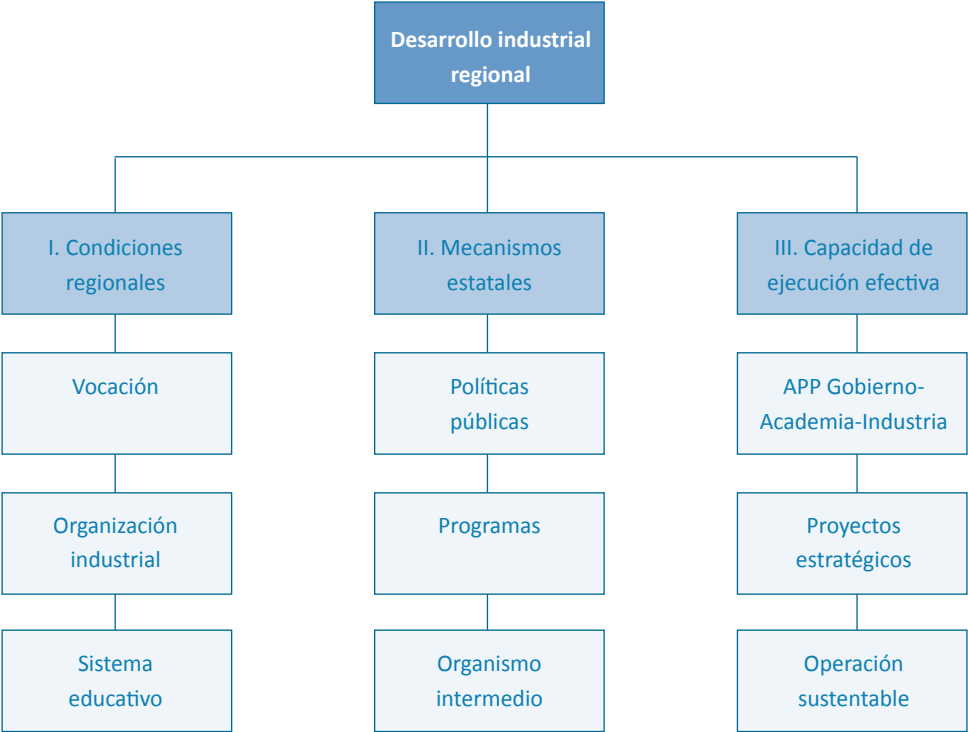 Desarrollo industrial
regional
I. Condiciones
regionales
II. Mecanismos
estatales
III. Capacidad de
ejecución efectiva
Vocación
Políticas
públicas
APP Gobierno-
Academia-Industria
Organización
industrial
Programas
Proyectos
estratégicos
Sistema
educativo
Organismo
intermedio
Operación
sustentable